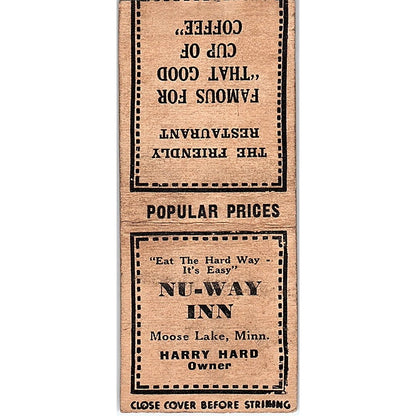 THE FRIENDLY
RESTAURANT
FAMOUS FOR
"THAT GOOD
CUP OF
COFFEE"
POPULAR PRICES
"Eat The Hard Way -
It's Easy"
NU-WAY
INN
Moose Lake, Minn.
HARRY HARD
Owner
CLOSE COVER BEFORE STRIKING